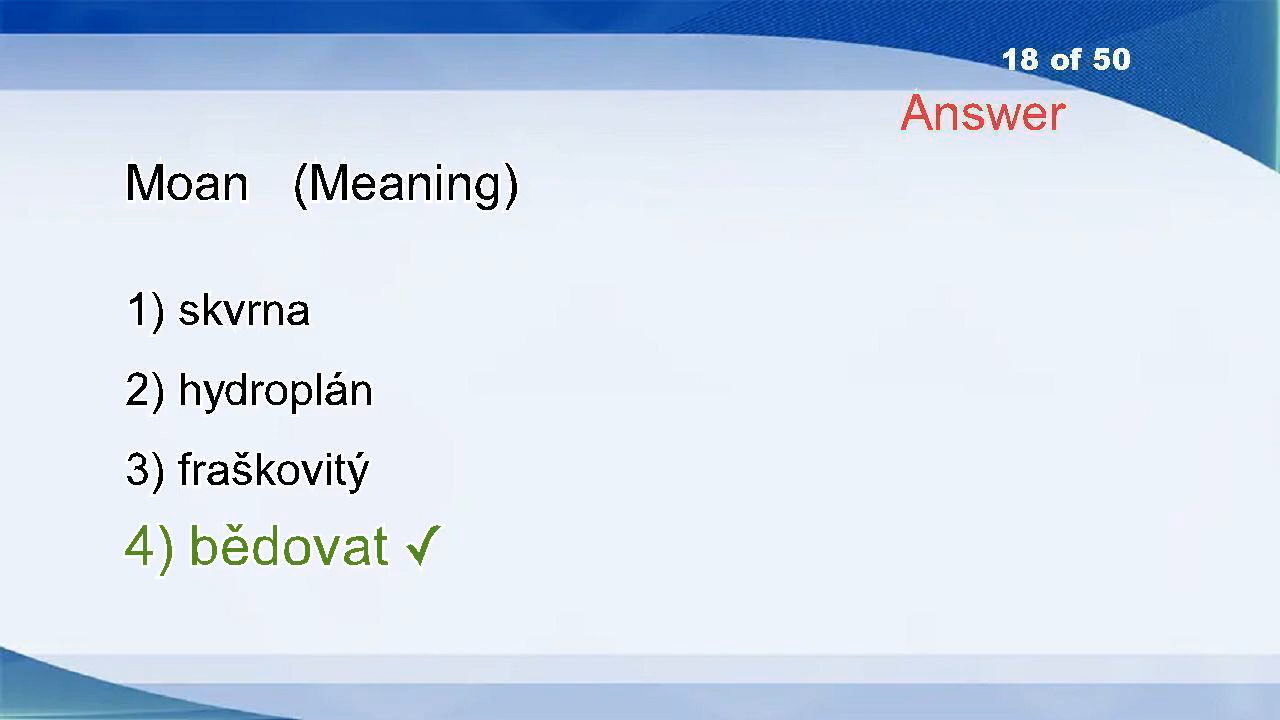 18 of 50
Answer
Moan (Meaning)
1) skvrna
2) hydroplán
3) fraškovitý
4) bědovat ✓